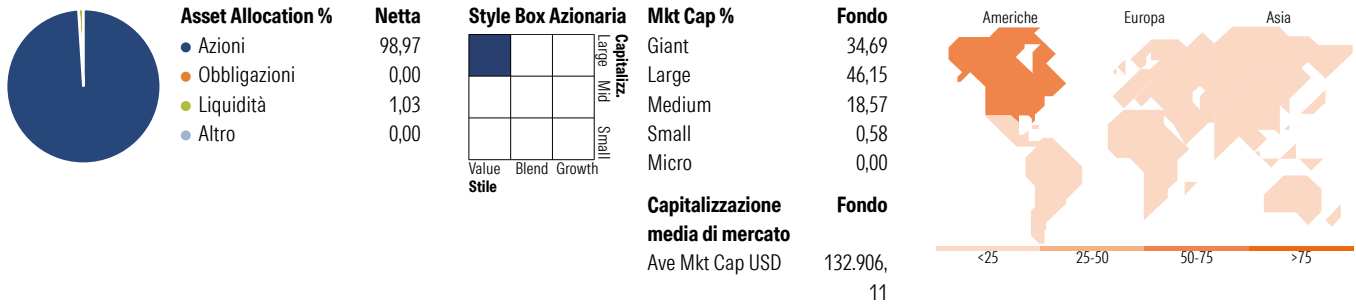 Asset Allocation % Netta
Azioni 98,97
Obbligazioni 0,00
Liquidità 1,03
Altro 0,00
Style Box Azionaria
Capitalizz.
Large Mid Small
Value Blend Growth
Stile
Mkt Cap % Fondo
Giant 34,69
Large 46,15
Medium 18,57
Small 0,58
Micro 0,00
Capitalizzazione Fondo
media di mercato
Ave Mkt Cap USD 132.906,
11
Americhe Europa Asia
<25 25-50 50-75 >75